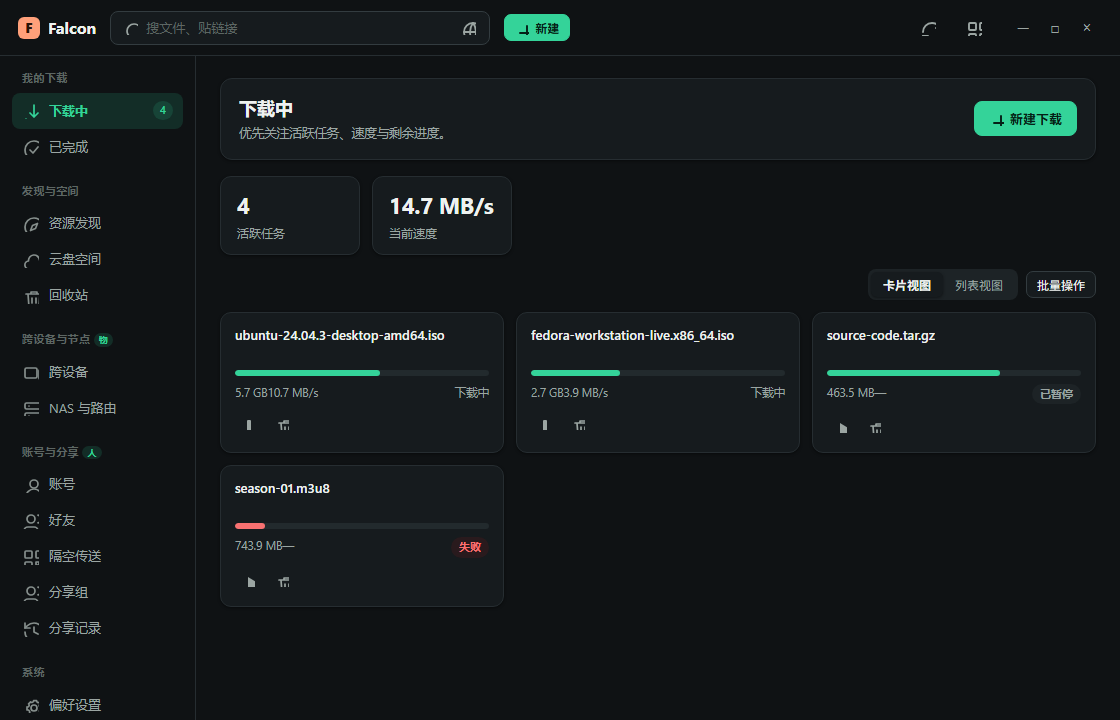 F Falcon
搜文件、贴链接
新建
我的下载
下载中 4
已完成
发现与空间
资源发现
云盘空间
回收站
跨设备与节点 物
跨设备
NAS 与路由
账号与分享 人
账号
好友
隔空传送
分享组
分享记录
系统
偏好设置
下载中
优先关注活跃任务、速度与剩余进度。
新建下载
4
活跃任务
14.7 MB/s
当前速度
卡片视图 列表视图 批量操作
ubuntu-24.04.3-desktop-amd64.iso
5.7 GB10.7 MB/s 下载中
fedora-workstation-live.x86_64.iso
2.7 GB3.9 MB/s 下载中
source-code.tar.gz
463.5 MB— 已暂停
season-01.m3u8
743.9 MB— 失败